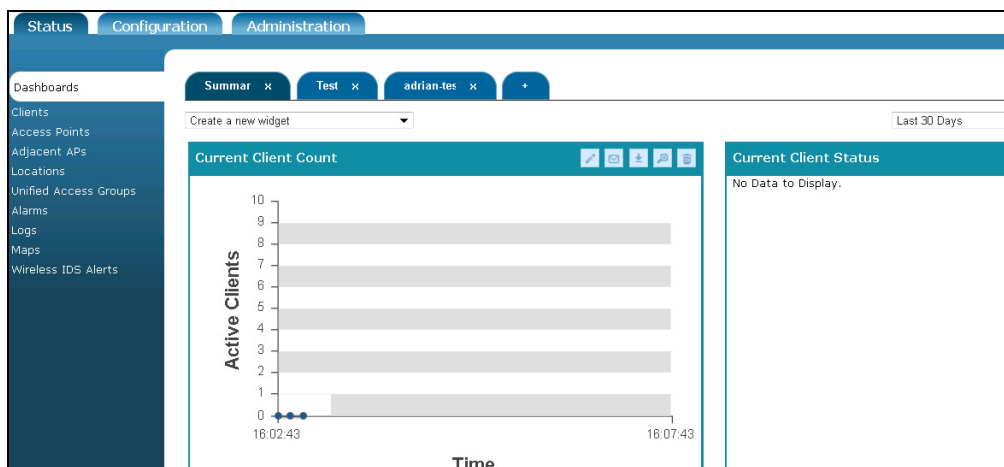 Status Configuration Administration
Dashboards
Clients
Access Points
Adjacent APs
Locations
Unified Access Groups
Alarms
Logs
Maps
Wireless IDS Alerts
Summar × Test × adrian-tes × +
Create a new widget
Last 30 Days
Current Client Count
Active Clients
10
9
8
7
6
5
4
3
2
1
0
16:02:43 16:07:43
Time
Current Client Status
No Data to Display.